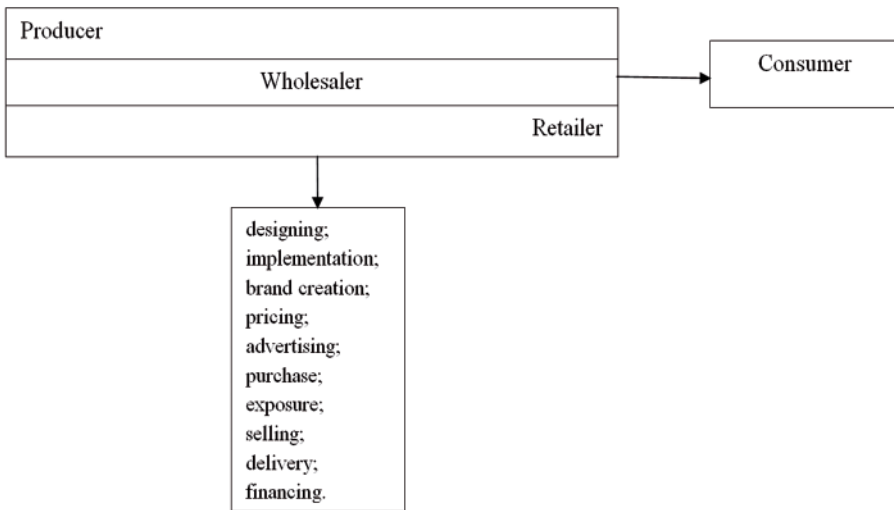 Producer
Wholesaler
Retailer
Consumer
designing;
implementation;
brand creation;
pricing;
advertising;
purchase;
exposure;
selling;
delivery;
financing.